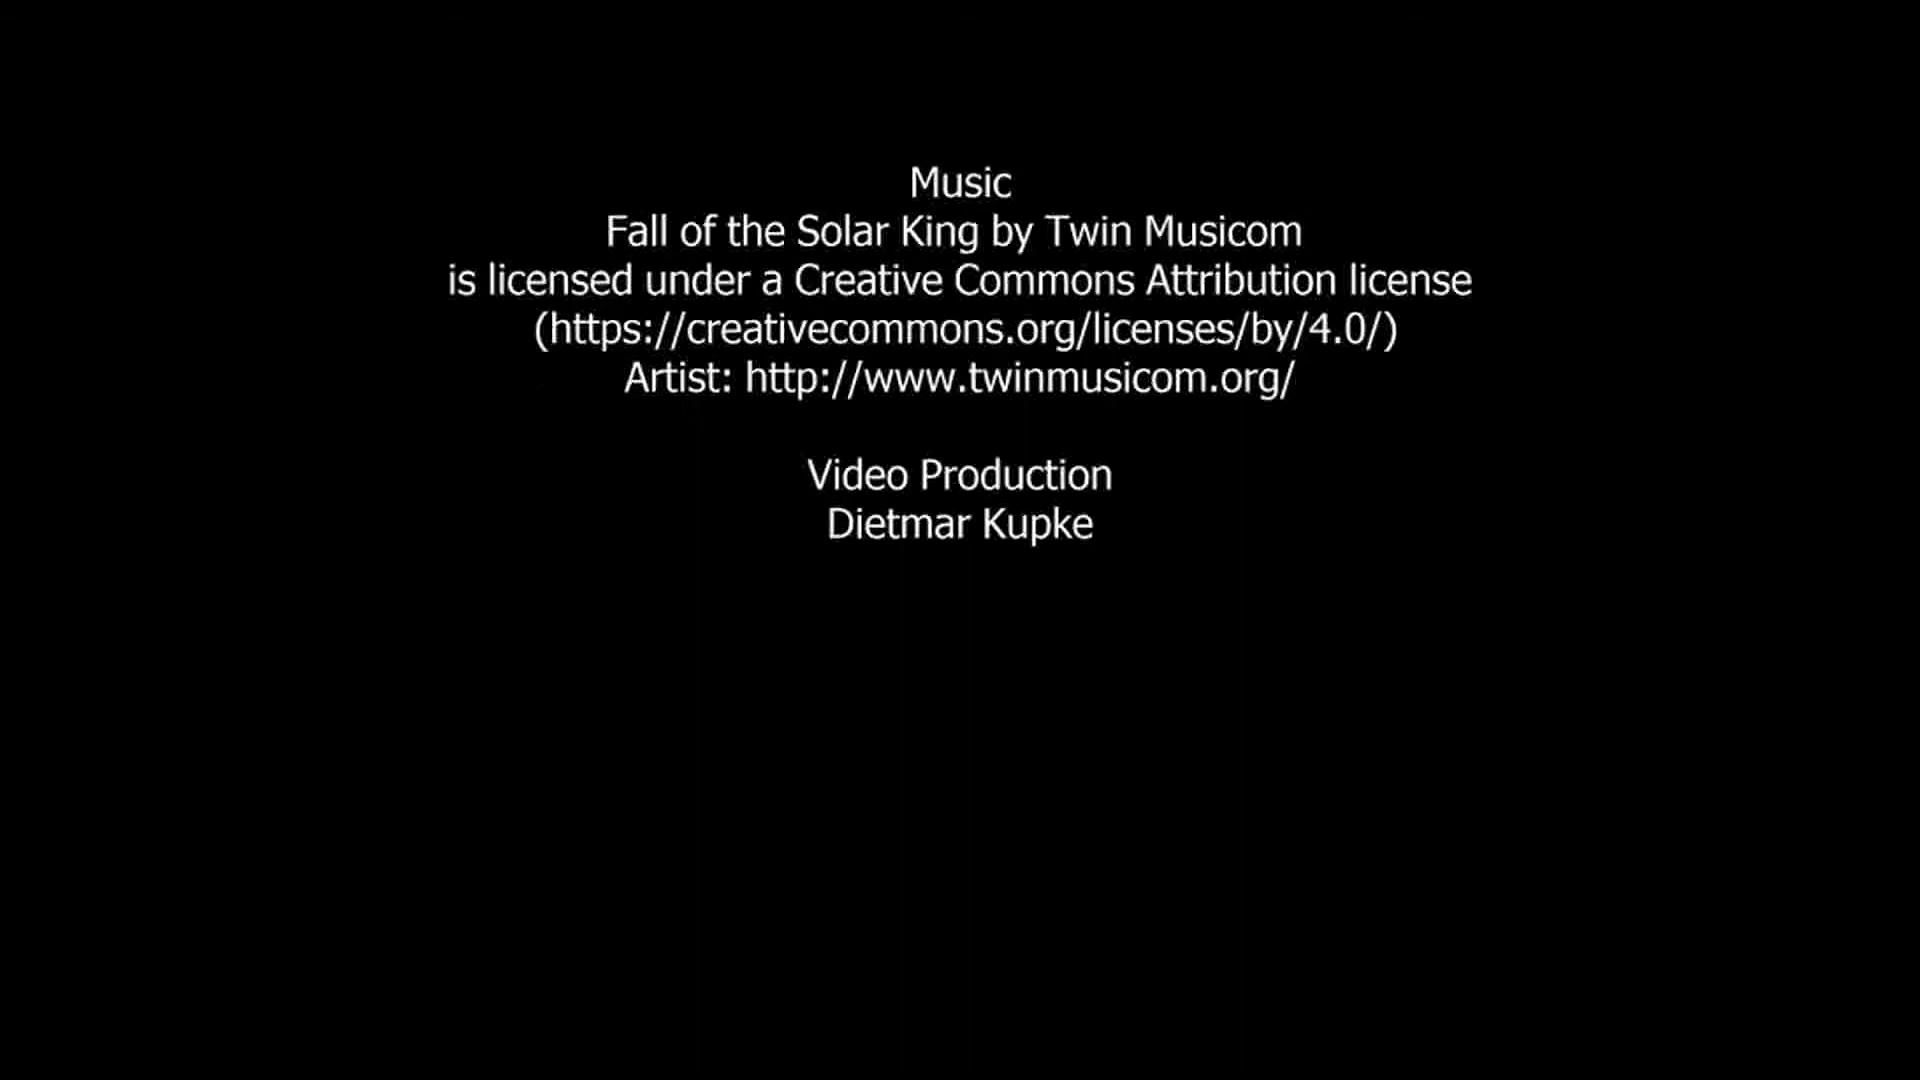 Music
Fall of the Solar King by Twin Musicom
is licensed under a Creative Commons Attribution license
(https://creativecommons.org/licenses/by/4.0/)
Artist: http://www.twinmusicom.org/
Video Production
Dietmar Kupke